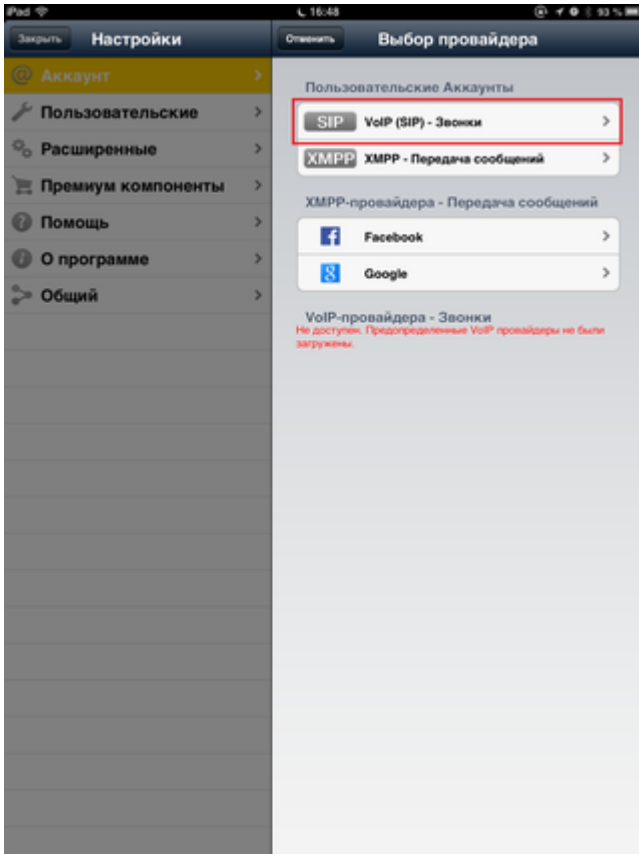 iPad 16:48 93 %
Закрыть Настройки
Отменить Выбор провайдера
@ Аккаунт
Пользовательские
Расширенные
Премиум компоненты
Помощь
О программе
Общий
Пользовательские Аккаунты
SIP VoIP (SIP) - Звонки
XMPP XMPP - Передача сообщений
XMPP-провайдера - Передача сообщений
f Facebook
8 Google
VoIP-провайдера - Звонки
Не доступен. Предопределенные VoIP провайдеры не были
загружены.